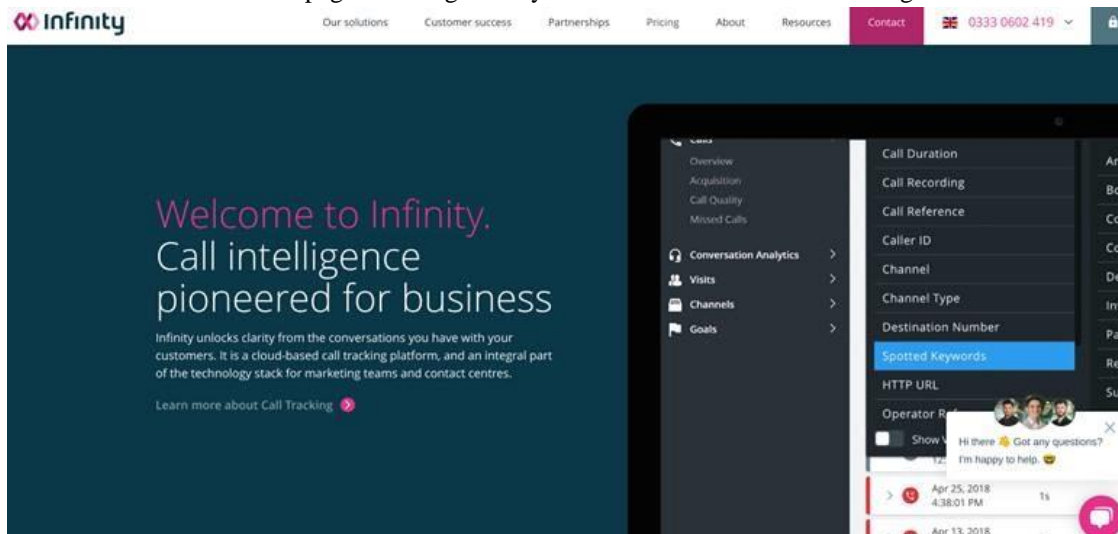 Infinity
Our solutions
Customer success
Partnerships
Pricing
About
Resources
Contact
0333 0602 419
Welcome to Infinity.
Call intelligence
pioneered for business
Infinity unlocks clarity from the conversations you have with your
customers. It is a cloud-based call tracking platform, and an integral part
of the technology stack for marketing teams and contact centres.
Learn more about Call Tracking
Calls
Overview
Acquisition
Call Quality
Missed Calls
Conversation Analytics
Visits
Channels
Goals
Call Duration
Call Recording
Call Reference
Caller ID
Channel
Channel Type
Destination Number
Spotted Keywords
HTTP URL
Operator
Hi there 👋 Got any questions?
I'm happy to help. 🤓
Apr 25, 2018
4:38:01 PM
1s
Apr 13, 2018